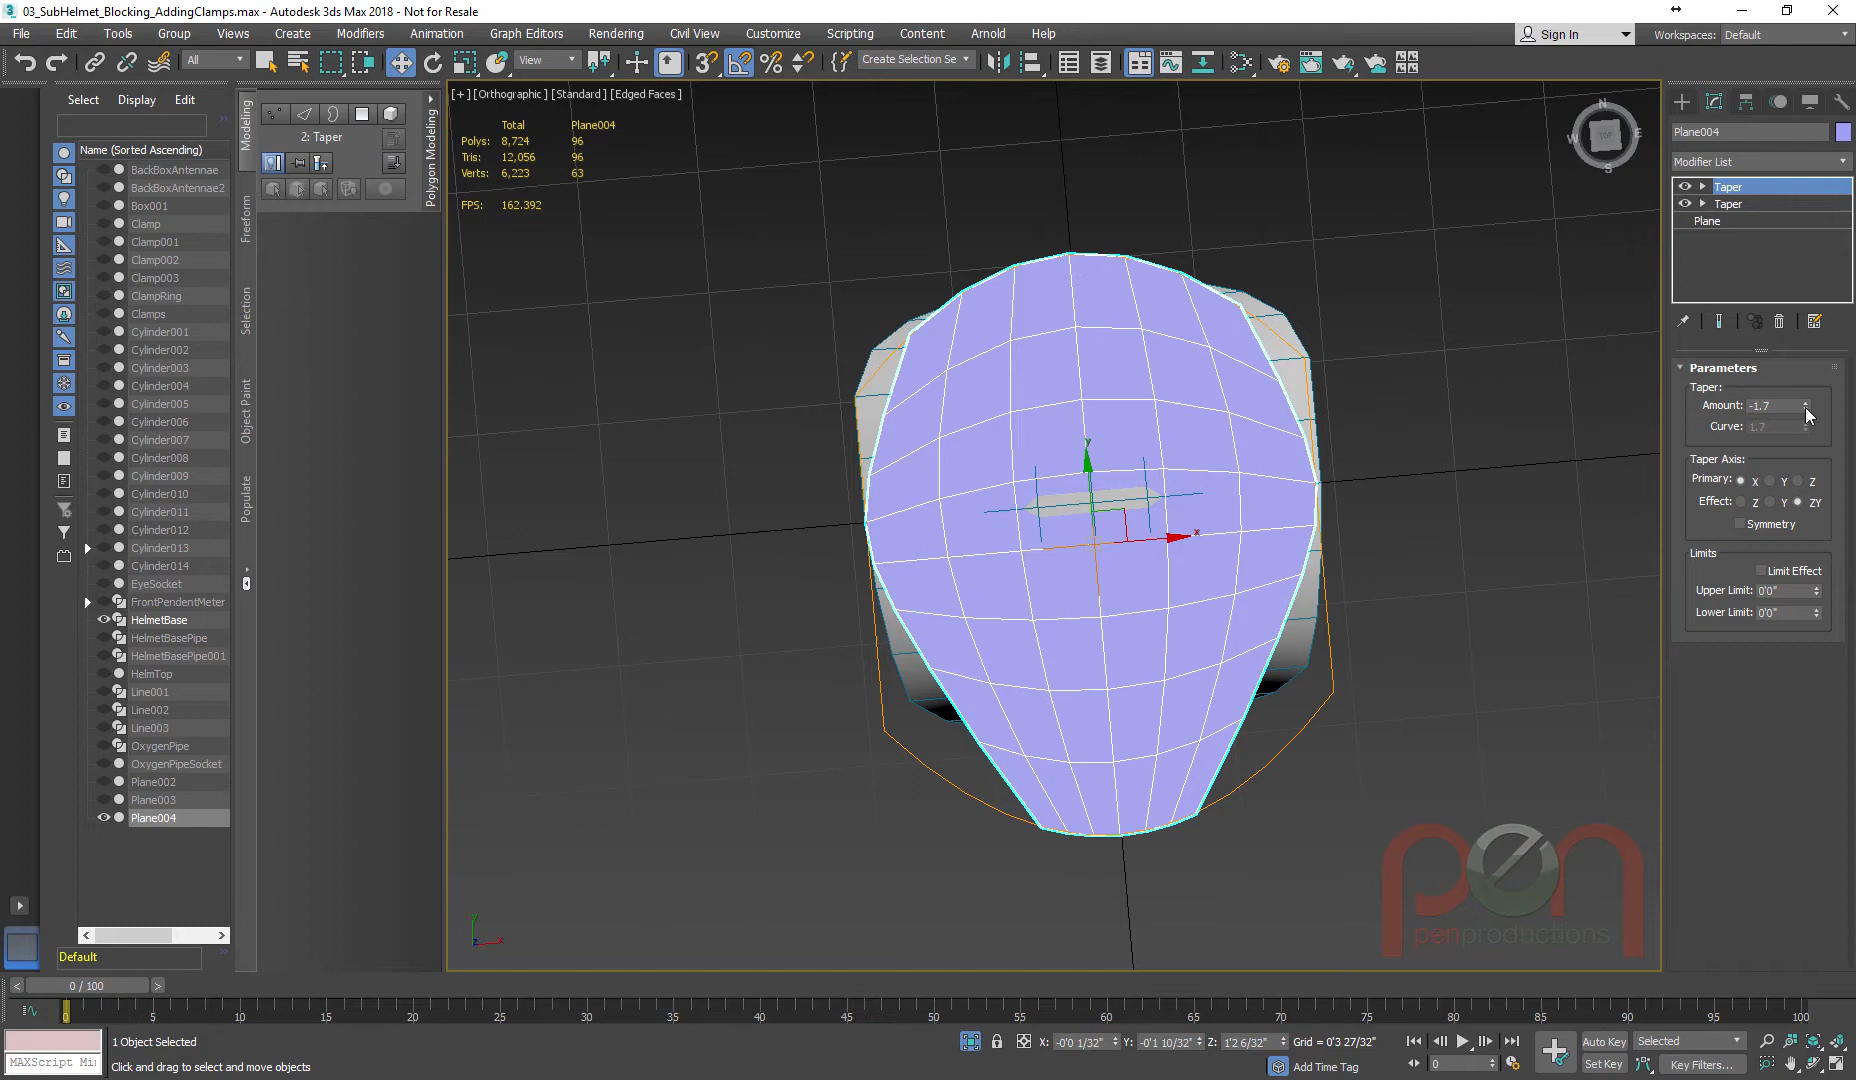 03_SubHelmet_Blocking_AddingClamps.max - Autodesk 3ds Max 2018 - Not for Resale
File Edit Tools Group Views Create Modifiers Animation Graph Editors Rendering Civil View Customize Scripting Content Arnold Help
Sign In
Workspaces: Default
All
View
Create Selection Se
Select Display Edit
Name (Sorted Ascending)
BackBoxAntennae
BackBoxAntennae2
Box001
Clamp
Clamp001
Clamp002
Clamp003
ClampRing
Clamps
Cylinder001
Cylinder002
Cylinder003
Cylinder004
Cylinder005
Cylinder006
Cylinder007
Cylinder008
Cylinder009
Cylinder010
Cylinder011
Cylinder012
Cylinder013
Cylinder014
EyeSocket
FrontPendentMeter
HelmetBase
HelmetBasePipe
HelmetBasePipe001
HelmTop
Line001
Line002
Line003
OxygenPipe
OxygenPipeSocket
Plane002
Plane003
Plane004
Default
Modeling
Freeform
Selection
Object Paint
Populate
2: Taper
Polygon Modeling
[+] [Orthographic] [Standard] [Edged Faces]
Total Plane004
Polys: 8,724 96
Tris: 12,056 96
Verts: 6,223 63
FPS: 162.392
y
x
N
W TOP E
S
penproductions
Plane004
Modifier List
Taper
Taper
Plane
Parameters
Taper:
Amount: -1.7
Curve: 1.7
Taper Axis:
Primary: X Y Z
Effect: Z Y ZY
Symmetry
Limits
Limit Effect
Upper Limit: 0'0"
Lower Limit: 0'0"
0 / 100
0 5 10 15 20 25 30 35 40 45 50 55 60 65 70 75 80 85 90 95 100
1 Object Selected
MAXScript Mi
Click and drag to select and move objects
X: -0'0 1/32" Y: -0'1 10/32" Z: 1'2 6/32" Grid = 0'3 27/32"
Add Time Tag
0
Auto Key Selected
Set Key Key Filters...